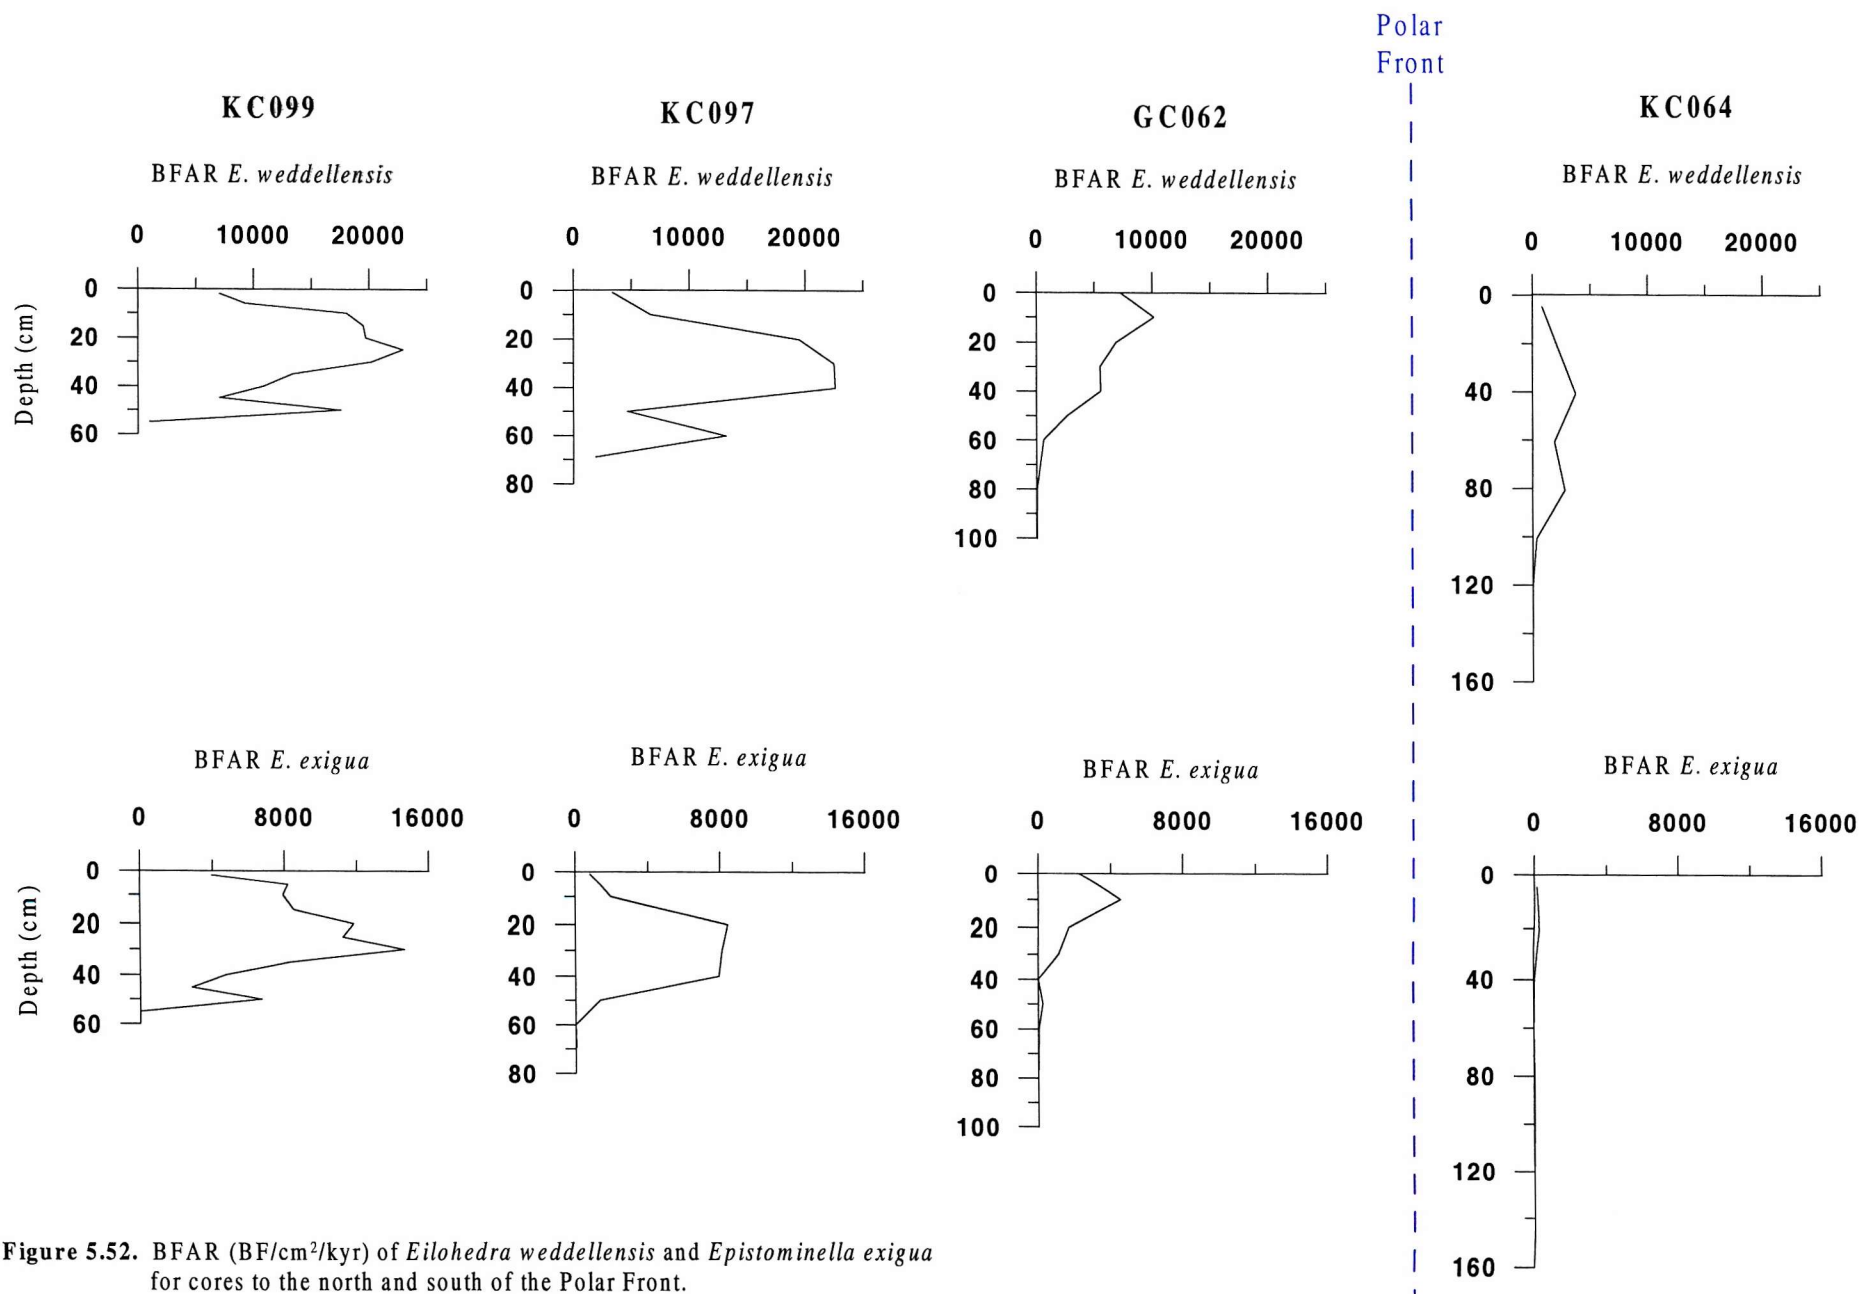 Polar
Front
KC099
KC097
GC062
KC064
BFAR E. weddellensis
BFAR E. weddellensis
BFAR E. weddellensis
BFAR E. weddellensis
0 10000 20000
0 10000 20000
0 10000 20000
0 10000 20000
Depth (cm)
0
20
40
60
0
20
40
60
80
0
20
40
60
80
100
0
40
80
120
160
BFAR E. exigua
BFAR E. exigua
BFAR E. exigua
BFAR E. exigua
0 8000 16000
0 8000 16000
0 8000 16000
0 8000 16000
Depth (cm)
0
20
40
60
0
20
40
60
80
0
20
40
60
80
100
0
40
80
120
160
Figure 5.52. BFAR (BF/cm²/kyr) of Eilohedra weddellensis and Epistominella exigua
for cores to the north and south of the Polar Front.